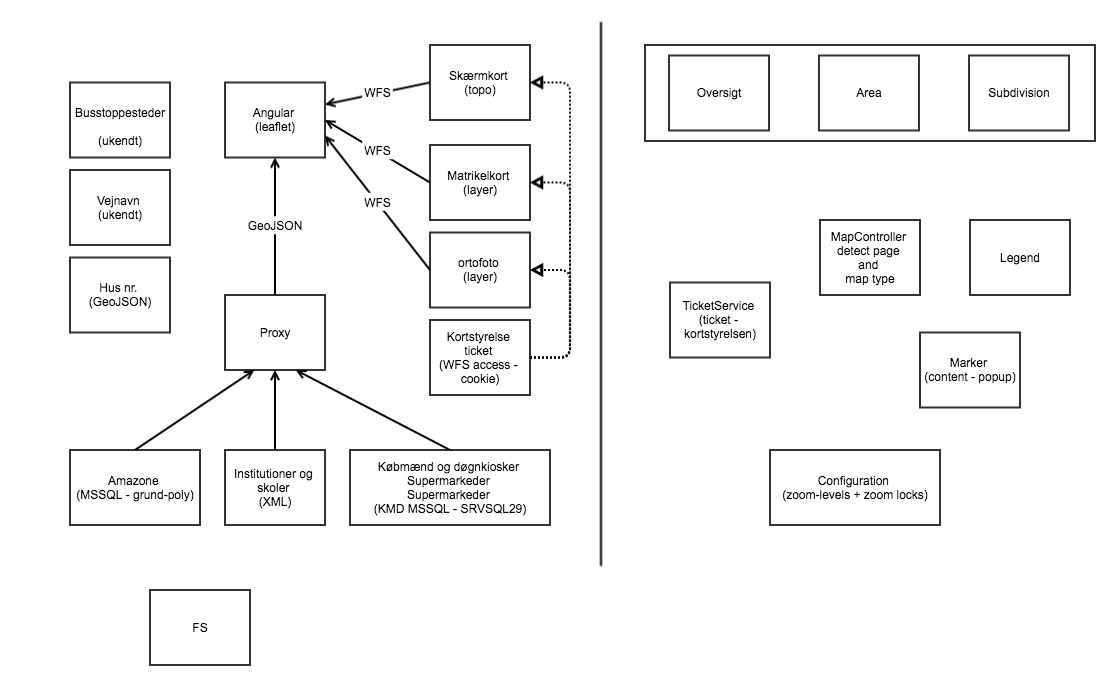 Busstoppesteder
(ukendt)
Vejnavn
(ukendt)
Hus nr.
(GeoJSON)
Angular
(leaflet)
WFS
WFS
WFS
GeoJSON
Proxy
Skærmkort
(topo)
Matrikelkort
(layer)
ortofoto
(layer)
Kortstyrelse
ticket
(WFS access -
cookie)
Amazone
(MSSQL - grund-poly)
Institutioner og
skoler
(XML)
Købmænd og døgnkiosker
Supermarkeder
Supermarkeder
(KMD MSSQL - SRVSQL29)
FS
Oversigt
Area
Subdivision
MapController
detect page
and
map type
Legend
TicketService
(ticket -
kortstyrelsen)
Marker
(content - popup)
Configuration
(zoom-levels + zoom locks)